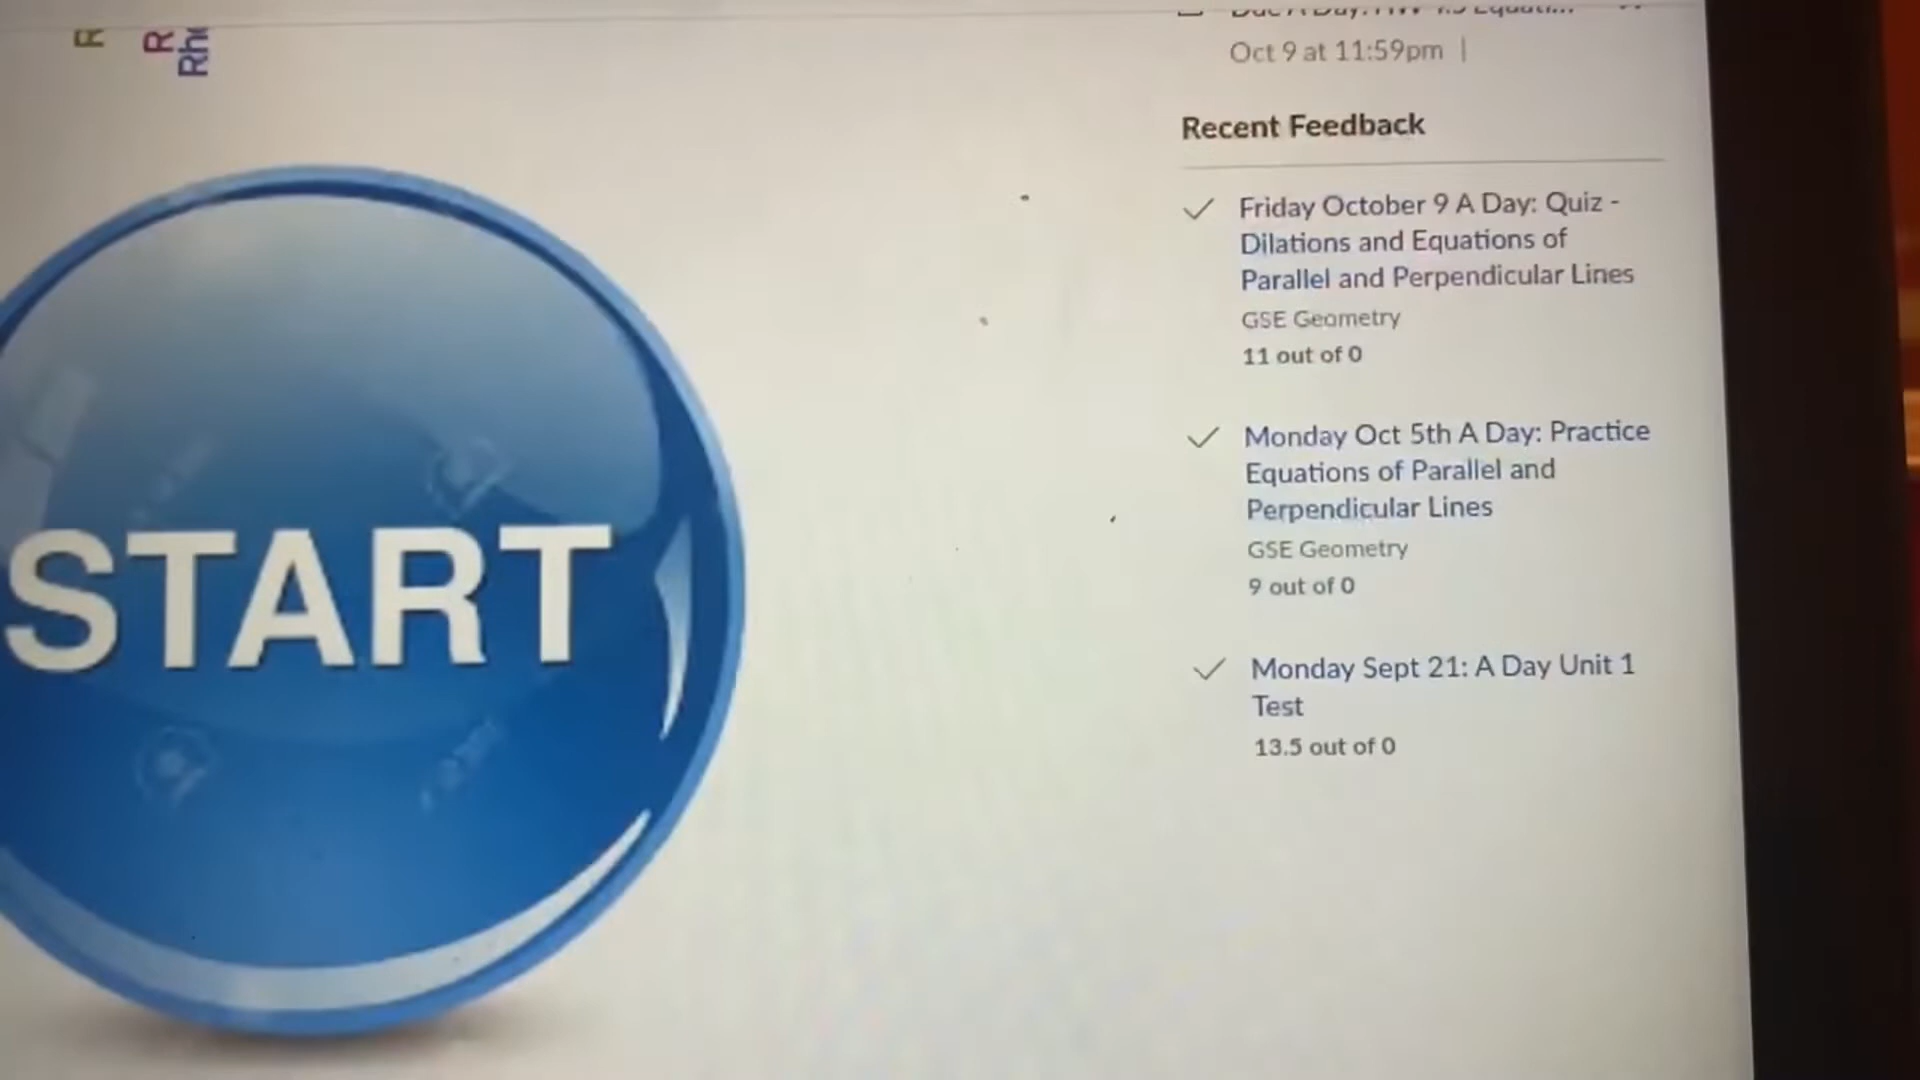 R
R
Rh
Oct 9 at 11:59pm |
Recent Feedback
Friday October 9 A Day: Quiz -
Dilations and Equations of
Parallel and Perpendicular Lines
GSE Geometry
11 out of 0
Monday Oct 5th A Day: Practice
Equations of Parallel and
Perpendicular Lines
GSE Geometry
9 out of 0
Monday Sept 21: A Day Unit 1
Test
13.5 out of 0
START